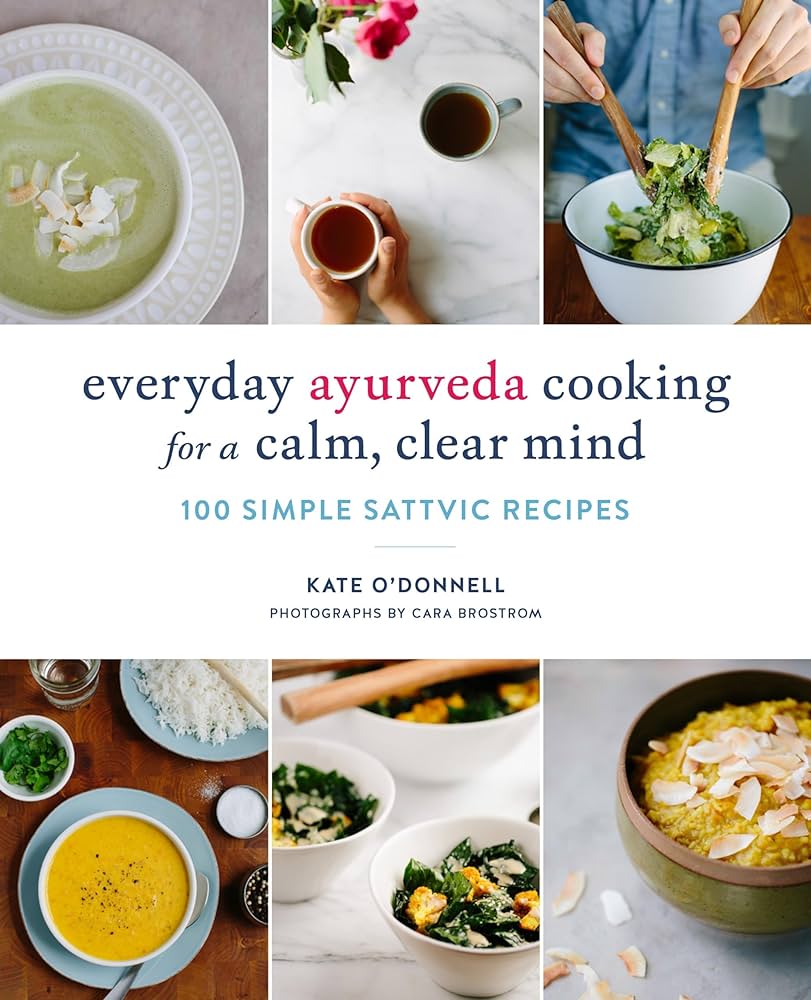 everyday ayurveda cooking
for a calm, clear mind
100 SIMPLE SATTVIC RECIPES
KATE O'DONNELL
PHOTOGRAPHS BY CARA BROSTROM